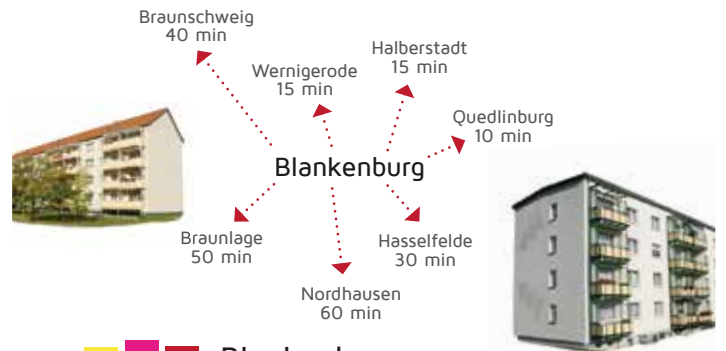 Braunschweig
40 min
Wernigerode
15 min
Halberstadt
15 min
Quedlinburg
10 min
Blankenburg
Braunlage
50 min
Hasselfelde
30 min
Nordhausen
60 min